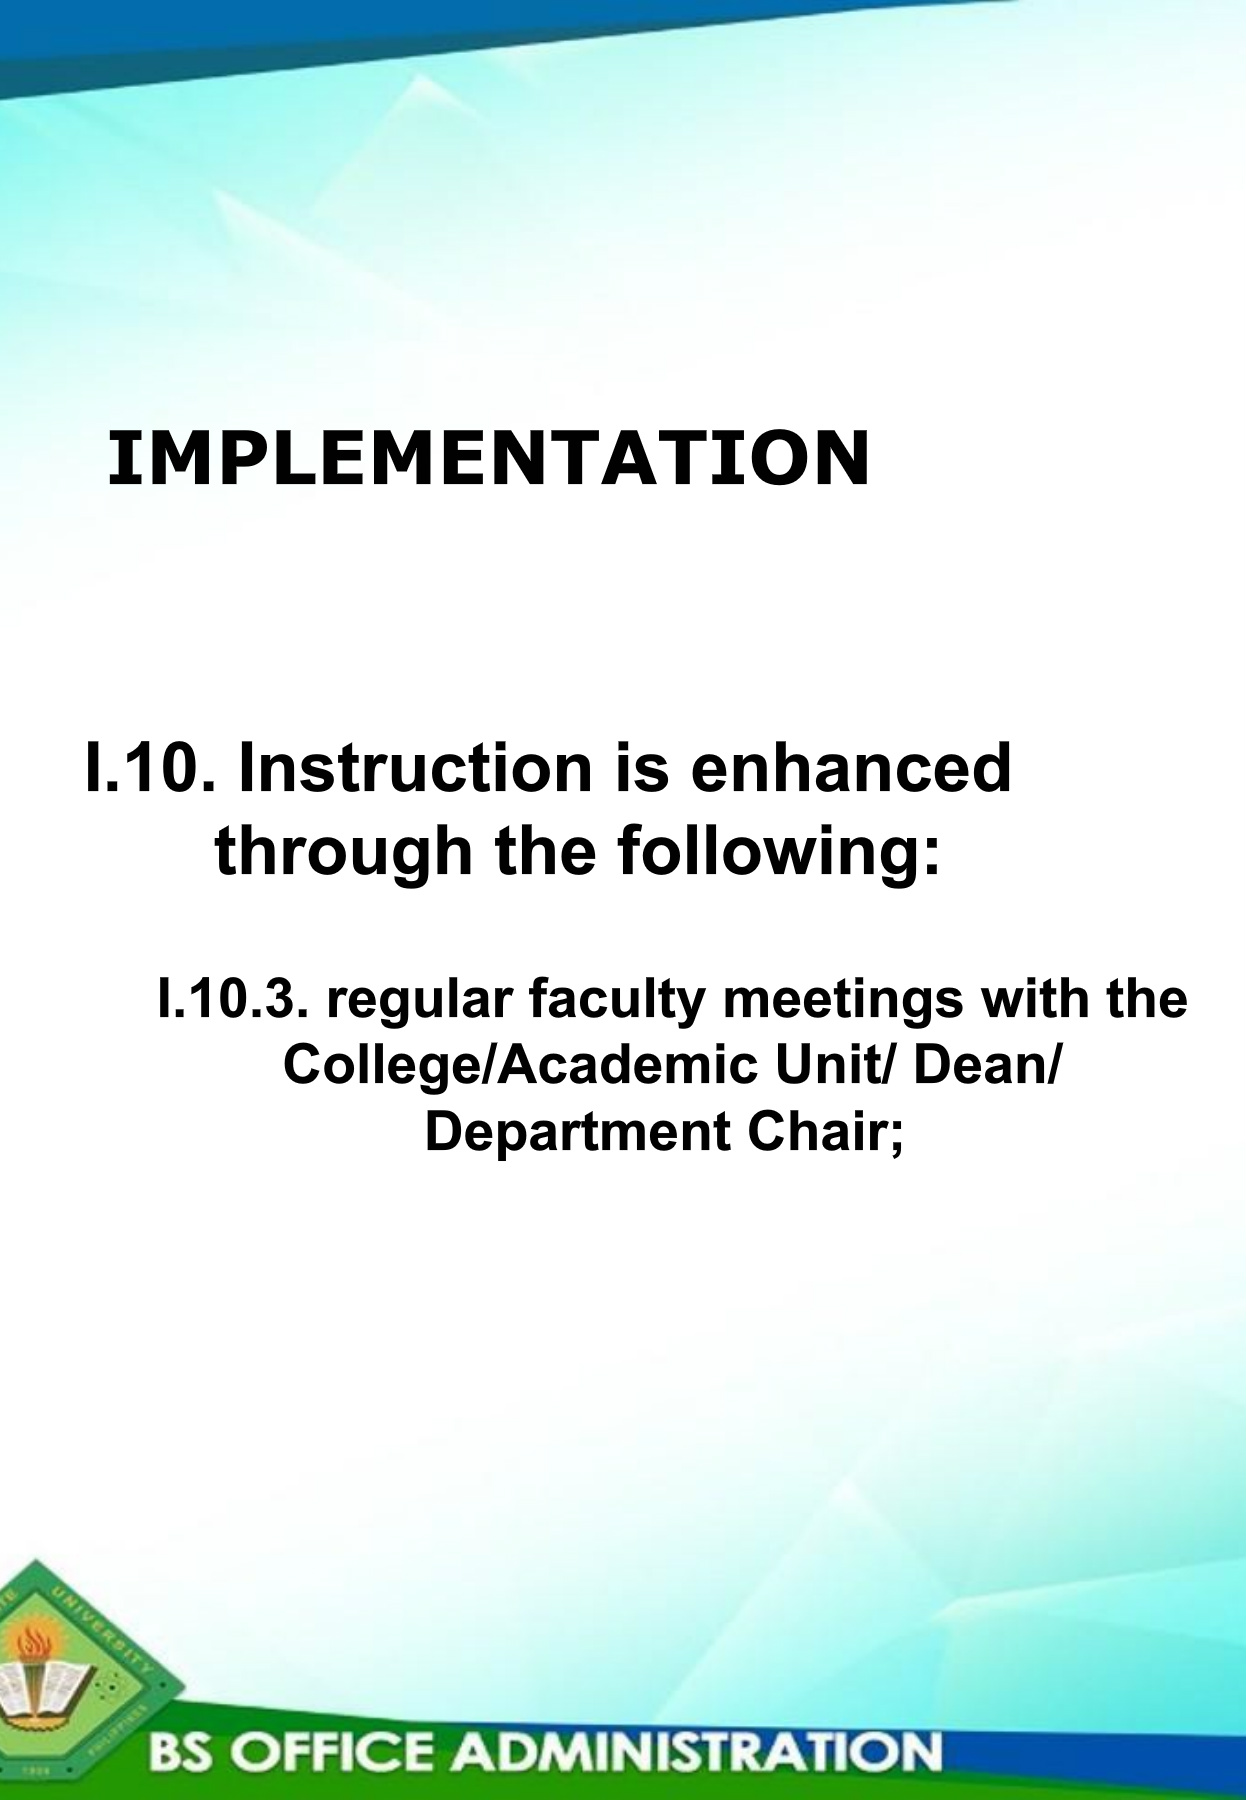 IMPLEMENTATION
I.10. Instruction is enhanced
through the following:
I.10.3. regular faculty meetings with the
College/Academic Unit/ Dean/
Department Chair;
UNIVERSITY
PHILIPPINES
BS OFFICE ADMINISTRATION